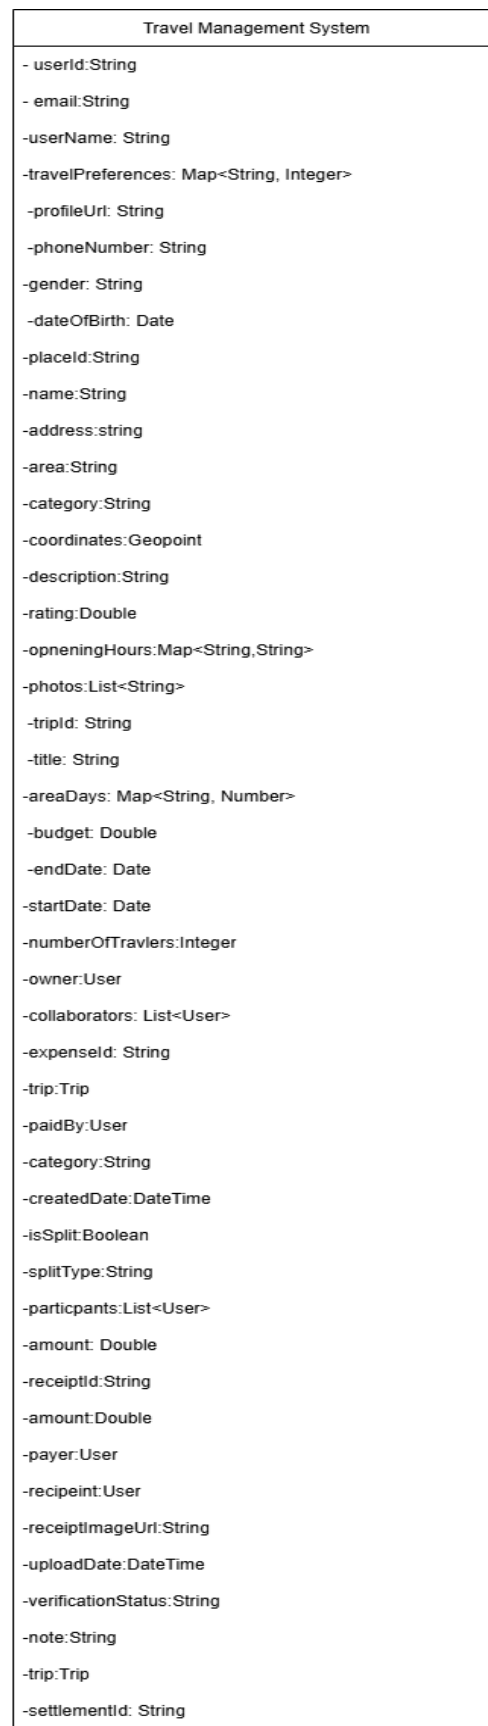 Travel Management System
- userId:String
- email:String
-userName: String
-travelPreferences: Map<String, Integer>
-profileUrl: String
-phoneNumber: String
-gender: String
-dateOfBirth: Date
-placeId:String
-name:String
-address:string
-area:String
-category:String
-coordinates:Geopoint
-description:String
-rating:Double
-opneningHours:Map<String,String>
-photos:List<String>
-tripId: String
-title: String
-areaDays: Map<String, Number>
-budget: Double
-endDate: Date
-startDate: Date
-numberOfTravlers:Integer
-owner:User
-collaborators: List<User>
-expenseId: String
-trip:Trip
-paidBy:User
-category:String
-createdDate:DateTime
-isSplit:Boolean
-splitType:String
-particpants:List<User>
-amount: Double
-receiptId:String
-amount:Double
-payer:User
-recipeint:User
-receiptImageUrl:String
-uploadDate:DateTime
-verificationStatus:String
-note:String
-trip:Trip
-settlementId: String